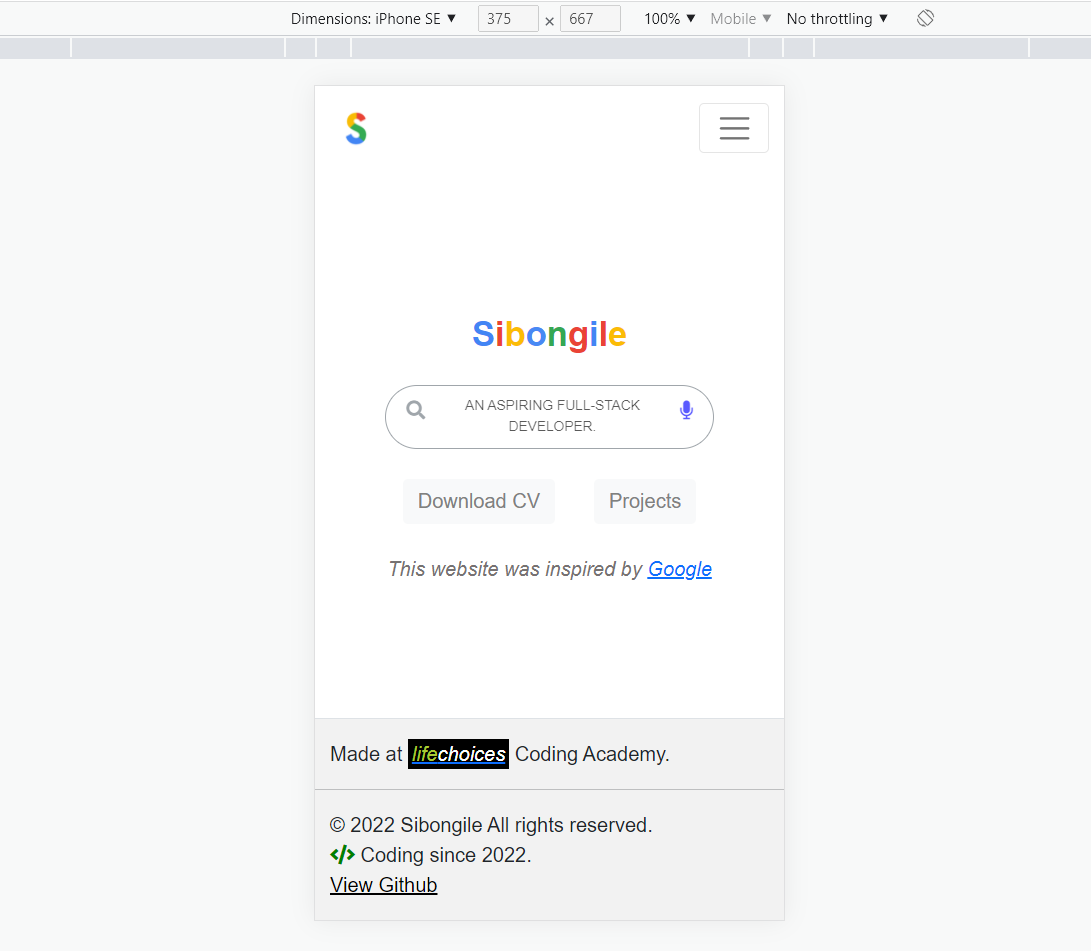 Dimensions: iPhone SE ▼ 375 × 667 100% ▼ Mobile ▼ No throttling ▼
S
Sibongile
AN ASPIRING FULL-STACK
DEVELOPER.
Download CV Projects
This website was inspired by Google
Made at lifechoices Coding Academy.
© 2022 Sibongile All rights reserved.
</> Coding since 2022.
View Github